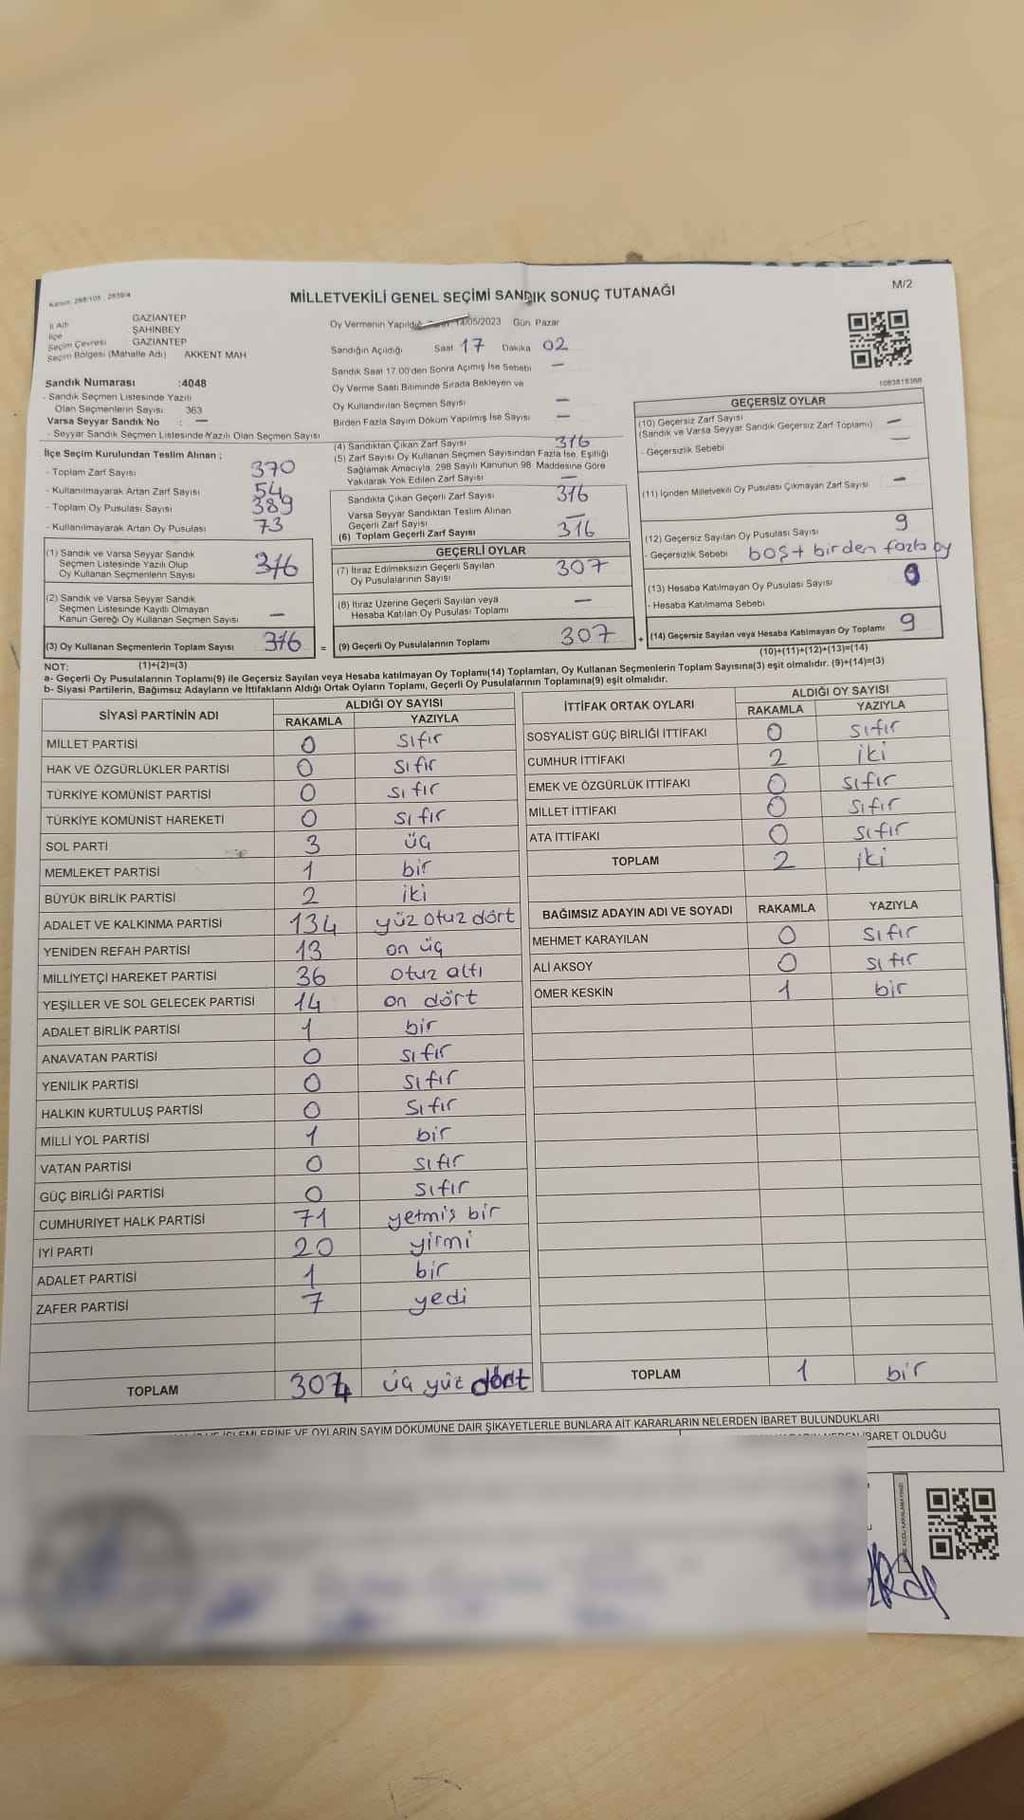 MİLLETVEKİLİ GENEL SEÇİMİ SANDIK SONUÇ TUTANAĞI
M/2
İl Adı GAZİANTEP
İlçe ŞAHİNBEY
Seçim Çevresi GAZİANTEP
Seçim Bölgesi (Mahalle Adı) AKKENT MAH
Oy Vermenin Yapıldığı 14/05/2023 Gün Pazar
Sandığın Açıldığı Saat 17 Dakika 02
Sandık Saat 17.00'den Sonra Açılmış İse Sebebi —
Oy Verme Saati Bitiminde Sırada Bekleyen ve
Oy Kullandırılan Seçmen Sayısı —
Birden Fazla Sayım Döküm Yapılmış İse Sayısı —
Sandık Numarası :4048
- Sandık Seçmen Listesinde Yazılı
Olan Seçmenlerin Sayısı 363
Varsa Seyyar Sandık No : —
- Seyyar Sandık Seçmen Listesinde Yazılı Olan Seçmen Sayısı
İlçe Seçim Kurulundan Teslim Alınan :
- Toplam Zarf Sayısı 370
- Kullanılmayarak Artan Zarf Sayısı 54
- Toplam Oy Pusulası Sayısı 389
- Kullanılmayarak Artan Oy Pusulası 73
(1) Sandık ve Varsa Seyyar Sandık
Seçmen Listesinde Yazılı Olup
Oy Kullanan Seçmenlerin Sayısı 316
(2) Sandık ve Varsa Seyyar Sandık
Seçmen Listesinde Kayıtlı Olmayan
Kanun Gereği Oy Kullanan Seçmen Sayısı —
(3) Oy Kullanan Seçmenlerin Toplam Sayısı 316 =
(4) Sandıktan Çıkan Zarf Sayısı 316
(5) Zarf Sayısı Oy Kullanan Seçmen Sayısından Fazla İse, Eşitliği
Sağlamak Amacıyla, 298 Sayılı Kanunun 98. Maddesine Göre
Yakılarak Yok Edilen Zarf Sayısı —
Sandıkta Çıkan Geçerli Zarf Sayısı 316
Varsa Seyyar Sandıktan Teslim Alınan
Geçerli Zarf Sayısı —
(6) Toplam Geçerli Zarf Sayısı 316
GEÇERLİ OYLAR
(7) İtiraz Edilmeksizin Geçerli Sayılan
Oy Pusulalarının Sayısı 307
(8) İtiraz Üzerine Geçerli Sayılan veya
Hesaba Katılan Oy Pusulası Toplamı —
(9) Geçerli Oy Pusulalarının Toplamı 307 +
1083818388
GEÇERSİZ OYLAR
(10) Geçersiz Zarf Sayısı —
(Sandık ve Varsa Seyyar Sandık Geçersiz Zarf Toplamı)
- Geçersizlik Sebebi —
(11) İçinden Milletvekili Oy Pusulası Çıkmayan Zarf Sayısı —
(12) Geçersiz Sayılan Oy Pusulası Sayısı 9
- Geçersizlik Sebebi boş + birden fazla oy
(13) Hesaba Katılmayan Oy Pusulası Sayısı
- Hesaba Katılmama Sebebi
(14) Geçersiz Sayılan veya Hesaba Katılmayan Oy Toplamı 9
(10)+(11)+(12)+(13)=(14)
NOT: (1)+(2)=(3)
a- Geçerli Oy Pusulalarının Toplamı(9) ile Geçersiz Sayılan veya Hesaba katılmayan Oy Toplamı(14) Toplamları, Oy Kullanan Seçmenlerin Toplam Sayısına(3) eşit olmalıdır. (9)+(14)=(3)
b- Siyasi Partilerin, Bağımsız Adayların ve İttifakların Aldığı Ortak Oyların Toplamı, Geçerli Oy Pusulalarının Toplamına(9) eşit olmalıdır.
SİYASİ PARTİNİN ADI ALDIĞI OY SAYISI
RAKAMLA YAZIYLA
MİLLET PARTİSİ 0 sıfır
HAK VE ÖZGÜRLÜKLER PARTİSİ 0 sıfır
TÜRKİYE KOMÜNİST PARTİSİ 0 sıfır
TÜRKİYE KOMÜNİST HAREKETİ 0 sıfır
SOL PARTİ 3 üç
MEMLEKET PARTİSİ 1 bir
BÜYÜK BİRLİK PARTİSİ 2 iki
ADALET VE KALKINMA PARTİSİ 134 yüz otuz dört
YENİDEN REFAH PARTİSİ 13 on üç
MİLLİYETÇİ HAREKET PARTİSİ 36 otuz altı
YEŞİLLER VE SOL GELECEK PARTİSİ 14 on dört
ADALET BİRLİK PARTİSİ 1 bir
ANAVATAN PARTİSİ 0 sıfır
YENİLİK PARTİSİ 0 sıfır
HALKIN KURTULUŞ PARTİSİ 0 sıfır
MİLLİ YOL PARTİSİ 1 bir
VATAN PARTİSİ 0 sıfır
GÜÇ BİRLİĞİ PARTİSİ 0 sıfır
CUMHURİYET HALK PARTİSİ 71 yetmiş bir
İYİ PARTİ 20 yirmi
ADALET PARTİSİ 1 bir
ZAFER PARTİSİ 7 yedi
TOPLAM 304 üç yüz dört
İTTİFAK ORTAK OYLARI ALDIĞI OY SAYISI
RAKAMLA YAZIYLA
SOSYALİST GÜÇ BİRLİĞİ İTTİFAKI 0 sıfır
CUMHUR İTTİFAKI 2 iki
EMEK VE ÖZGÜRLÜK İTTİFAKI 0 sıfır
MİLLET İTTİFAKI 0 sıfır
ATA İTTİFAKI 0 sıfır
TOPLAM 2 iki
BAĞIMSIZ ADAYIN ADI VE SOYADI RAKAMLA YAZIYLA
MEHMET KARAYILAN 0 sıfır
ALİ AKSOY 0 sıfır
ÖMER KESKİN 1 bir
TOPLAM 1 bir
VE OYLARIN SAYIM DÖKÜMÜNE DAİR ŞİKAYETLERLE BUNLARA AİT KARARLARIN NELERDEN İBARET BULUNDUKLARI
İBARET OLDUĞU